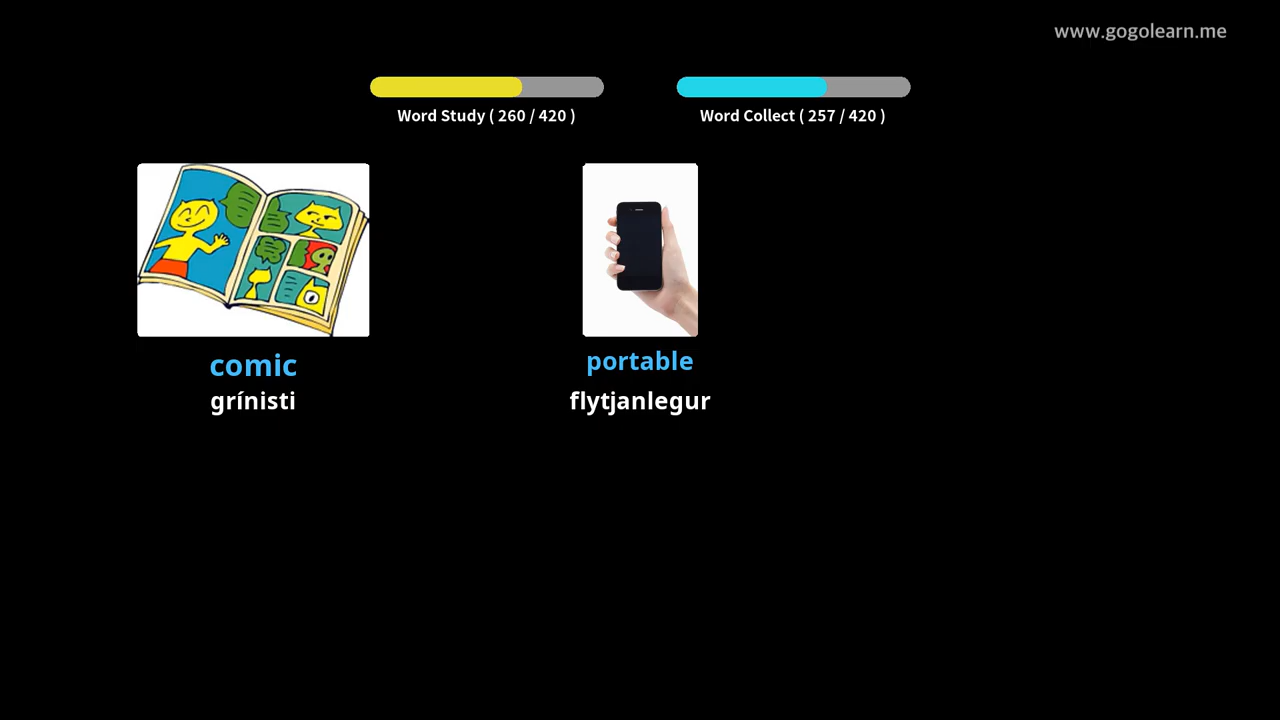 www.gogolearn.me
Word Study ( 260 / 420 )
Word Collect ( 257 / 420 )
comic
grínisti
portable
flytjanlegur